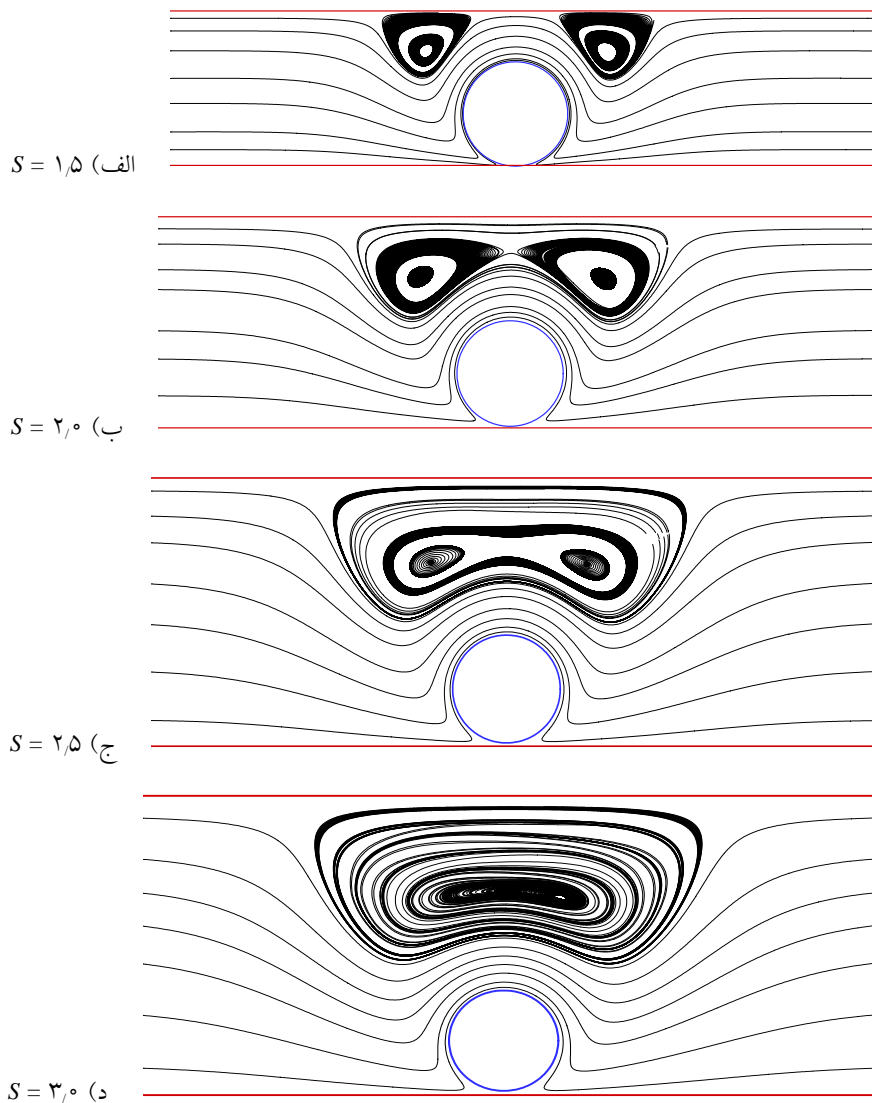 الف) S = ۱٫۵
ب) S = ۲٫۰
ج) S = ۲٫۵
د) S = ۳٫۰